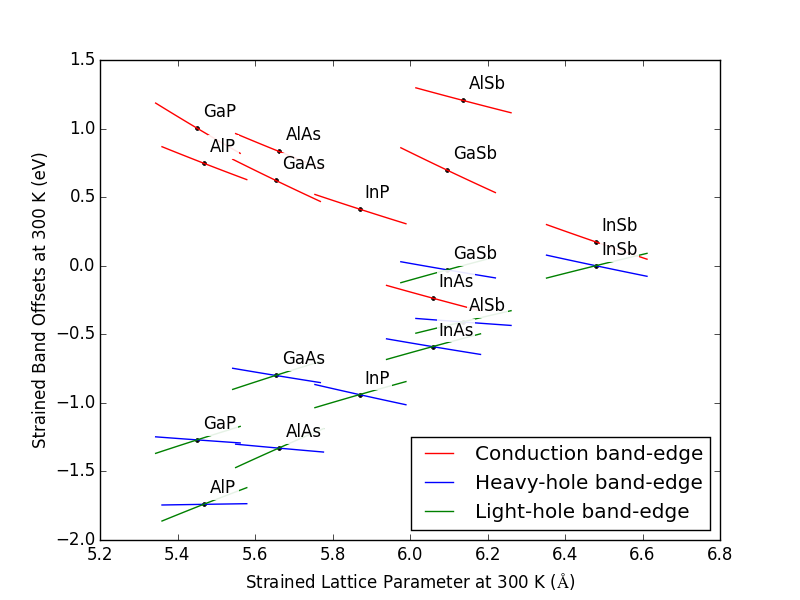 1.5
1.0
0.5
0.0
−0.5
−1.0
−1.5
−2.0
Strained Band Offsets at 300 K (eV)
AlSb
GaP
AlAs
AlP
GaSb
GaAs
InP
InSb
GaSb
InSb
InAs
AlSb
InAs
GaAs
InP
GaP
AlAs
AlP
Conduction band-edge
Heavy-hole band-edge
Light-hole band-edge
5.2 5.4 5.6 5.8 6.0 6.2 6.4 6.6 6.8
Strained Lattice Parameter at 300 K (Å)